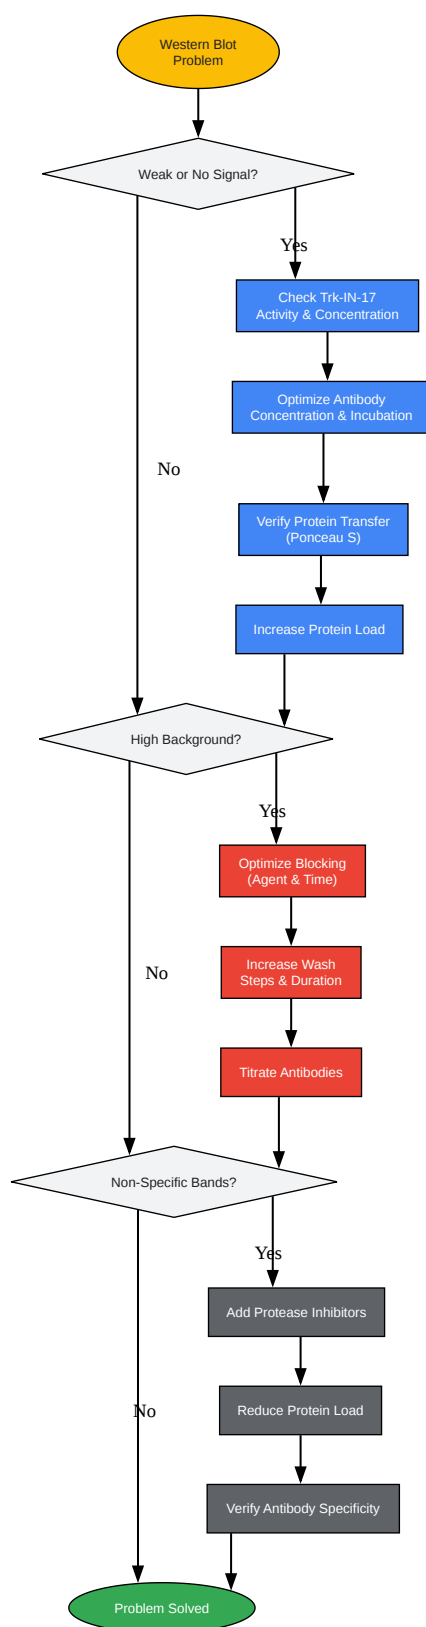 Western Blot
Problem
Weak or No Signal?
Yes
Check Trk-IN-17
Activity & Concentration
Optimize Antibody
Concentration & Incubation
No
Verify Protein Transfer
(Ponceau S)
Increase Protein Load
High Background?
Yes
Optimize Blocking
(Agent & Time)
No
Increase Wash
Steps & Duration
Titrate Antibodies
Non-Specific Bands?
Yes
Add Protease Inhibitors
No
Reduce Protein Load
Verify Antibody Specificity
Problem Solved